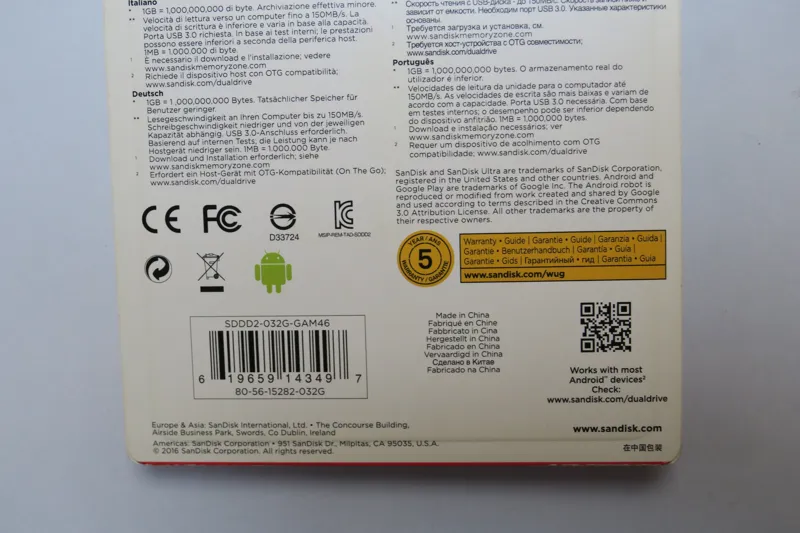 Italiano
* 1GB = 1,000,000,000 di byte. Archiviazione effettiva minore.
** Velocità di lettura verso un computer fino a 150MB/s. La
velocità di scrittura è inferiore e varia in base alla capacità.
Porta USB 3.0 richiesta. In base ai test interni; le prestazioni
possono essere inferiori a seconda della periferica host.
1MB = 1.000.000 di byte.
¹ È necessario il download e l'installazione; vedere
www.sandiskmemoryzone.com
² Richiede il dispositivo host con OTG compatibilità;
www.sandisk.com/dualdrive
Deutsch
* 1GB = 1.000,000,000 Bytes. Tatsächlicher Speicher für
Benutzer geringer.
** Lesegeschwindigkeit an Ihren Computer bis zu 150MB/s.
Schreibgeschwindigkeit niedriger und von der jeweiligen
Kapazität abhängig. USB 3.0-Anschluss erforderlich.
Basierend auf internen Tests, die Leistung kann je nach
Hostgerät niedriger sein. 1MB = 1.000.000 Byte.
¹ Download und Installation erforderlich; siehe
www.sandiskmemoryzone.com
² Erfordert ein Host-Gerät mit OTG-Kompatibilität (On The Go);
www.sandisk.com/dualdrive
зависит от емкости. Необходим порт USB 3.0. Указанные характеристики
основаны.
¹ Требуется загрузка и установка, см.
www.sandiskmemoryzone.com
² Требуется хост-устройства с OTG совместимости;
www.sandisk.com/dualdrive
Português
* 1GB = 1,000,000,000 bytes. O armazenamento real do
utilizador é inferior.
** Velocidades de leitura da unidade para o computador até
150MB/s. As velocidades de escrita são mais baixas e variam de
acordo com a capacidade. Porta USB 3.0 necessária. Com base
em testes internos; o desempenho pode ser inferior dependendo
do dispositivo anfitrião. 1MB = 1,000,000 bytes.
¹ Download e instalação necessários; ver
www.sandiskmemoryzone.com
² Requer um dispositivo de acolhimento com OTG
compatibilidade; www.sandisk.com/dualdrive
SanDisk and SanDisk Ultra are trademarks of SanDisk Corporation,
registered in the United States and other countries. Android and
Google Play are trademarks of Google Inc. The Android robot is
reproduced or modified from work created and shared by Google
and used according to terms described in the Creative Commons
3.0 Attribution License. All other trademarks are the property of
their respective owners.
CE FC
D33724
MSIP-REM-TAD-SDDD2
YEAR / ANS
5
WARRANTY / GARANTIE
Warranty - Guide | Garantie - Guide | Garanzia - Guida |
Garantie - Benutzerhandbuch | Garantía - Guía |
Garantie - Gids | Гарантийный - гид | Garantia - Guia
www.sandisk.com/wug
SDDD2-032G-GAM46
6 19659 14349 7
80-56-15282-032G
Made in China
Fabriqué en Chine
Fabbricato in Cina
Hergestellt in China
Fabricado en China
Vervaardigd in China
Сделано в Китае
Fabricado na China
Works with most
Android™ devices²
Check:
www.sandisk.com/dualdrive
Europe & Asia: SanDisk International, Ltd. • The Concourse Building,
Airside Business Park, Swords, Co Dublin, Ireland
Americas: SanDisk Corporation • 951 SanDisk Dr., Milpitas, CA 95035, U.S.A.
© 2016 SanDisk Corporation. All rights reserved.
www.sandisk.com
在中国包装